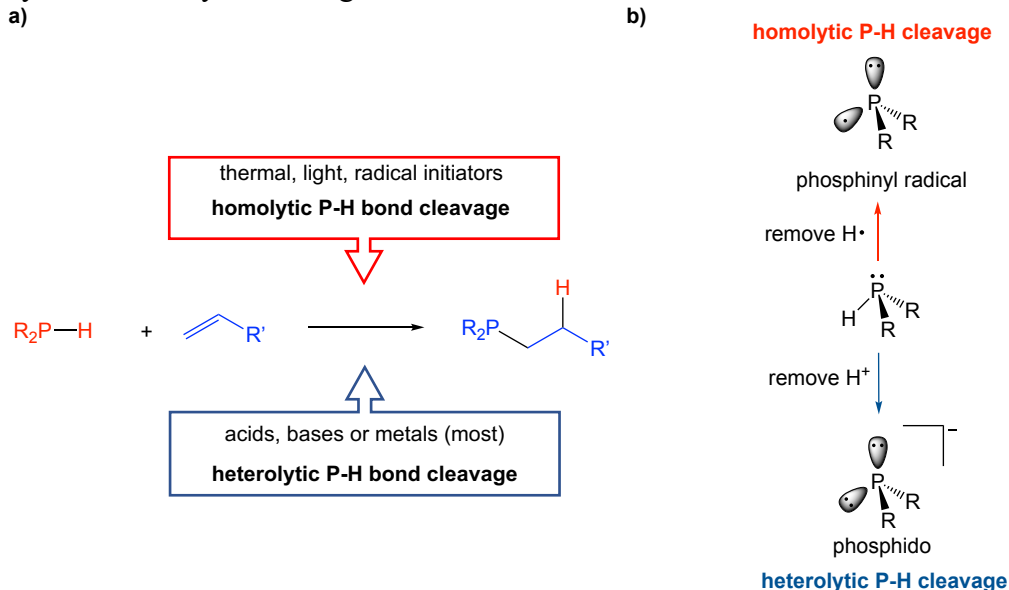 a)
thermal, light, radical initiators
homolytic P-H bond cleavage
R₂P—H + R' R₂P H R'
acids, bases or metals (most)
heterolytic P-H bond cleavage
b)
homolytic P-H cleavage
P
R
R
phosphinyl radical
remove H•
P
H
R
R
remove H⁺
−
P
R
R
phosphido
heterolytic P-H cleavage